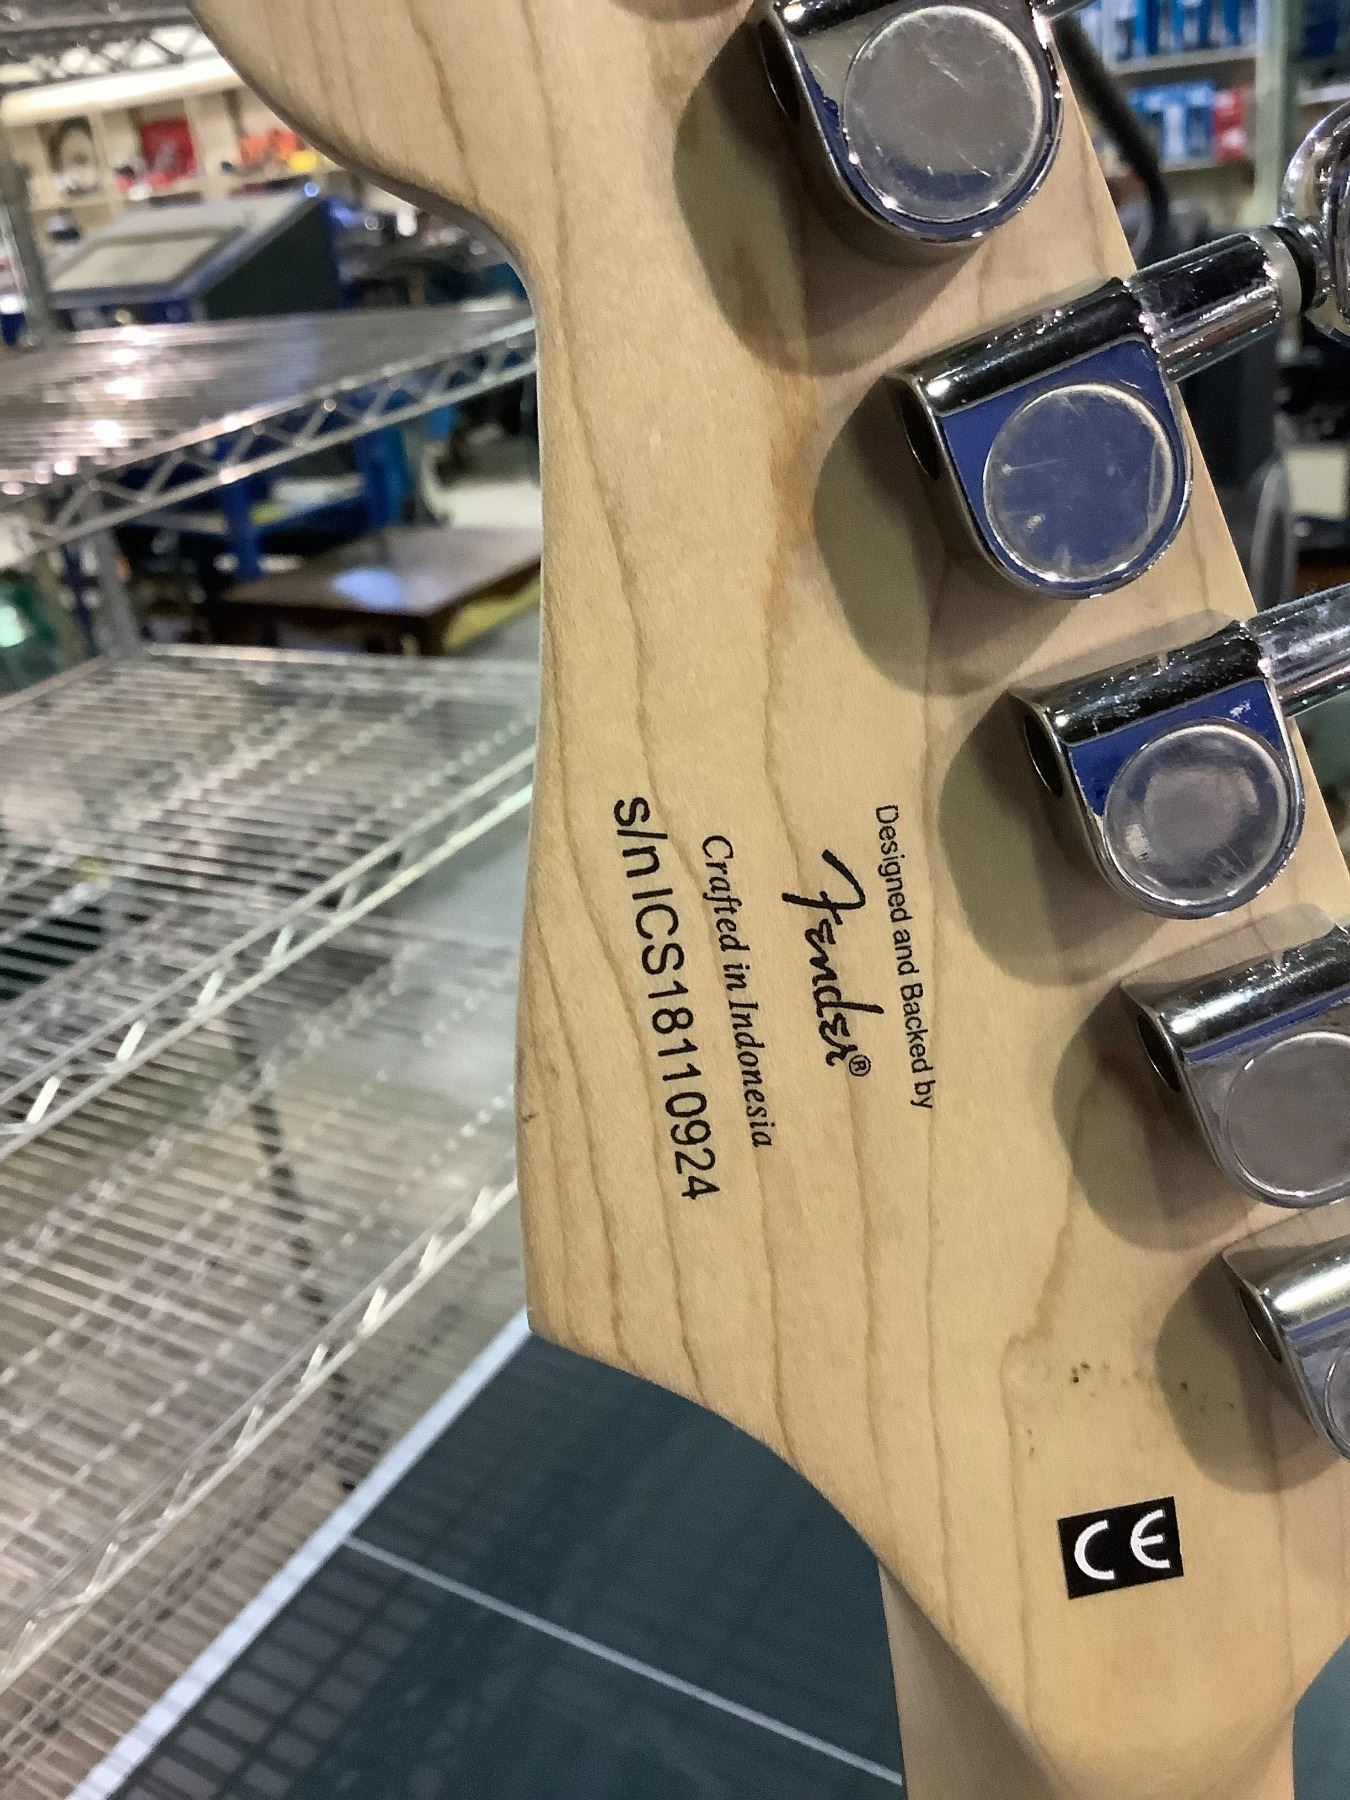 Designed and Backed by
Fender®
Crafted in Indonesia
s/n ICS18110924
CE